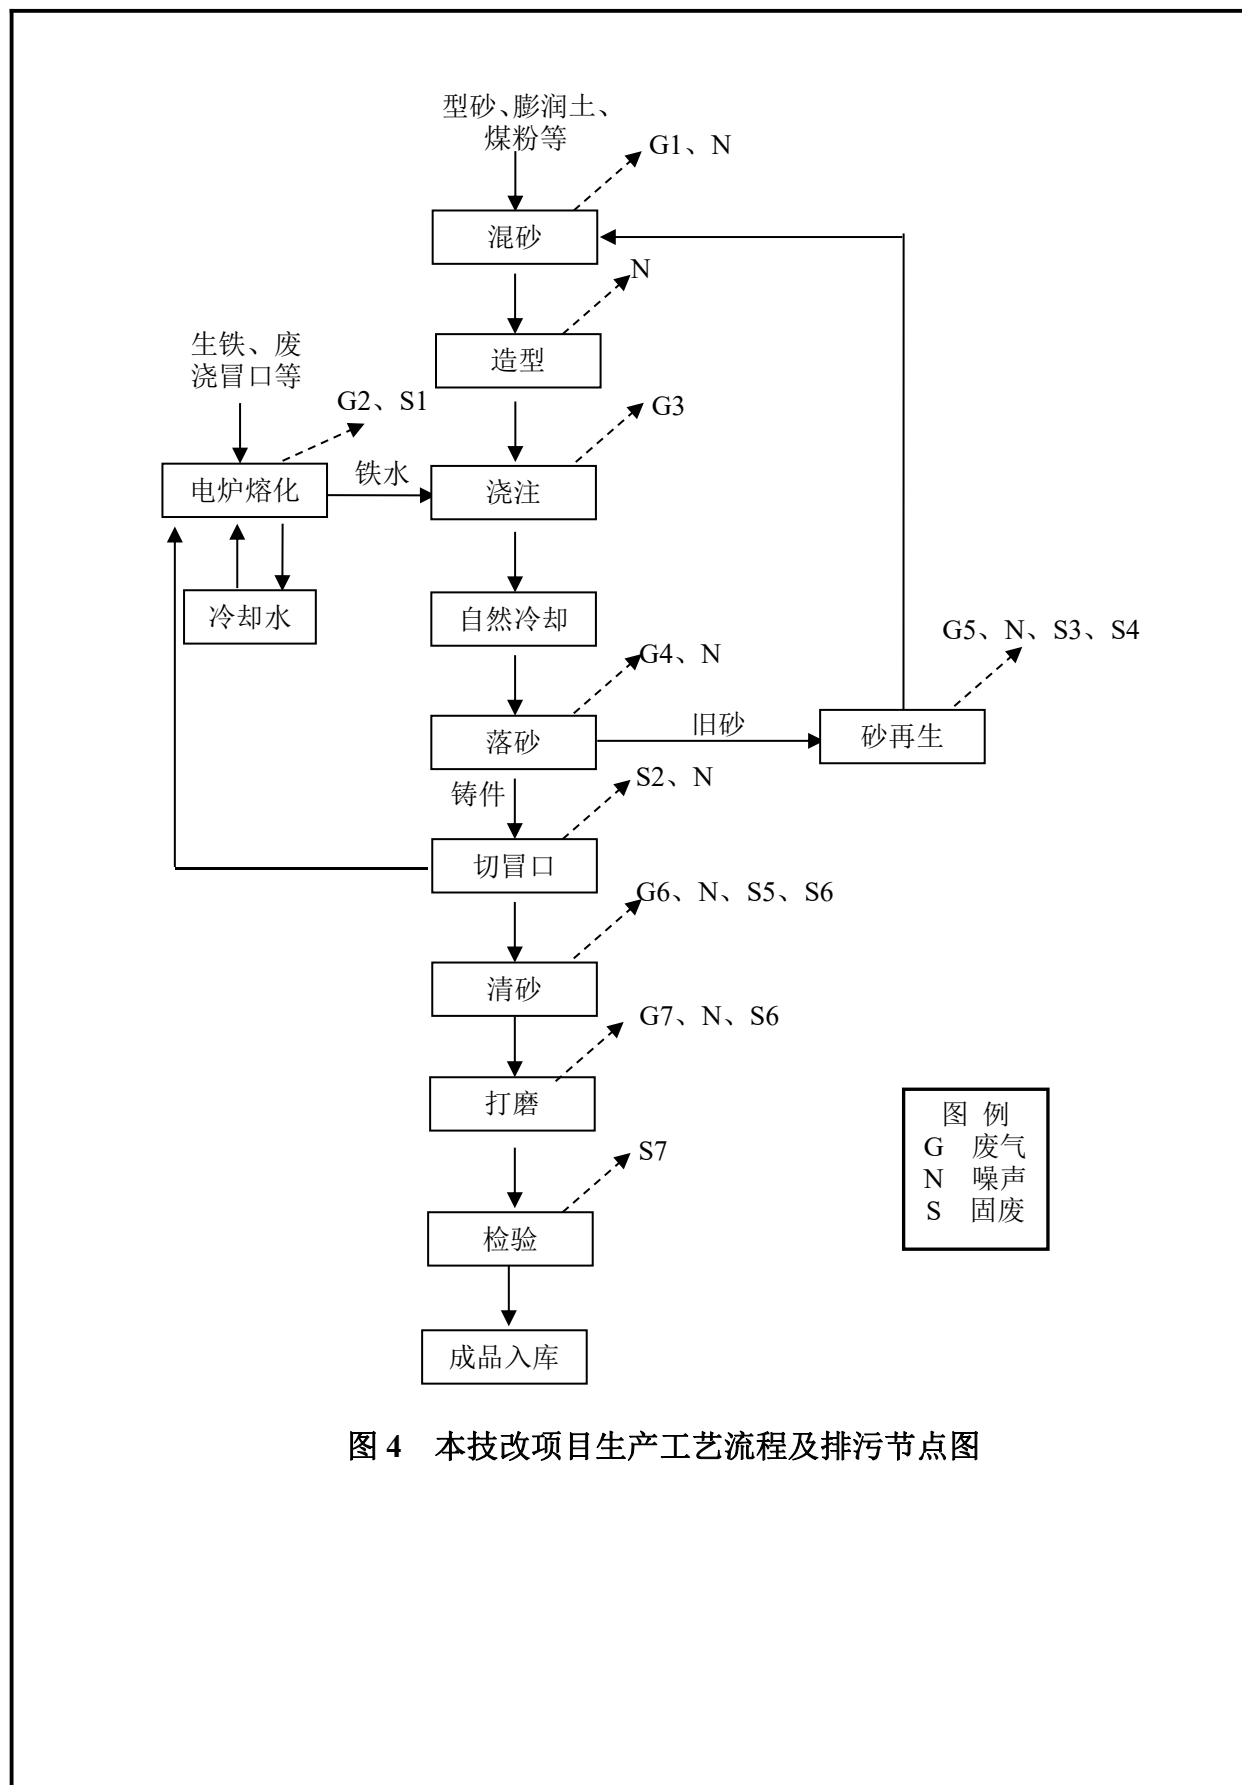 型砂、膨润土、
煤粉等
G1、N
混砂
N
造型
生铁、废
浇冒口等
G2、S1
G3
电炉熔化
铁水
浇注
冷却水
自然冷却
G4、N
G5、N、S3、S4
落砂
旧砂
砂再生
铸件
S2、N
切冒口
G6、N、S5、S6
清砂
G7、N、S6
打磨
图 例
G 废气
N 噪声
S 固废
S7
检验
成品入库
图 4 本技改项目生产工艺流程及排污节点图